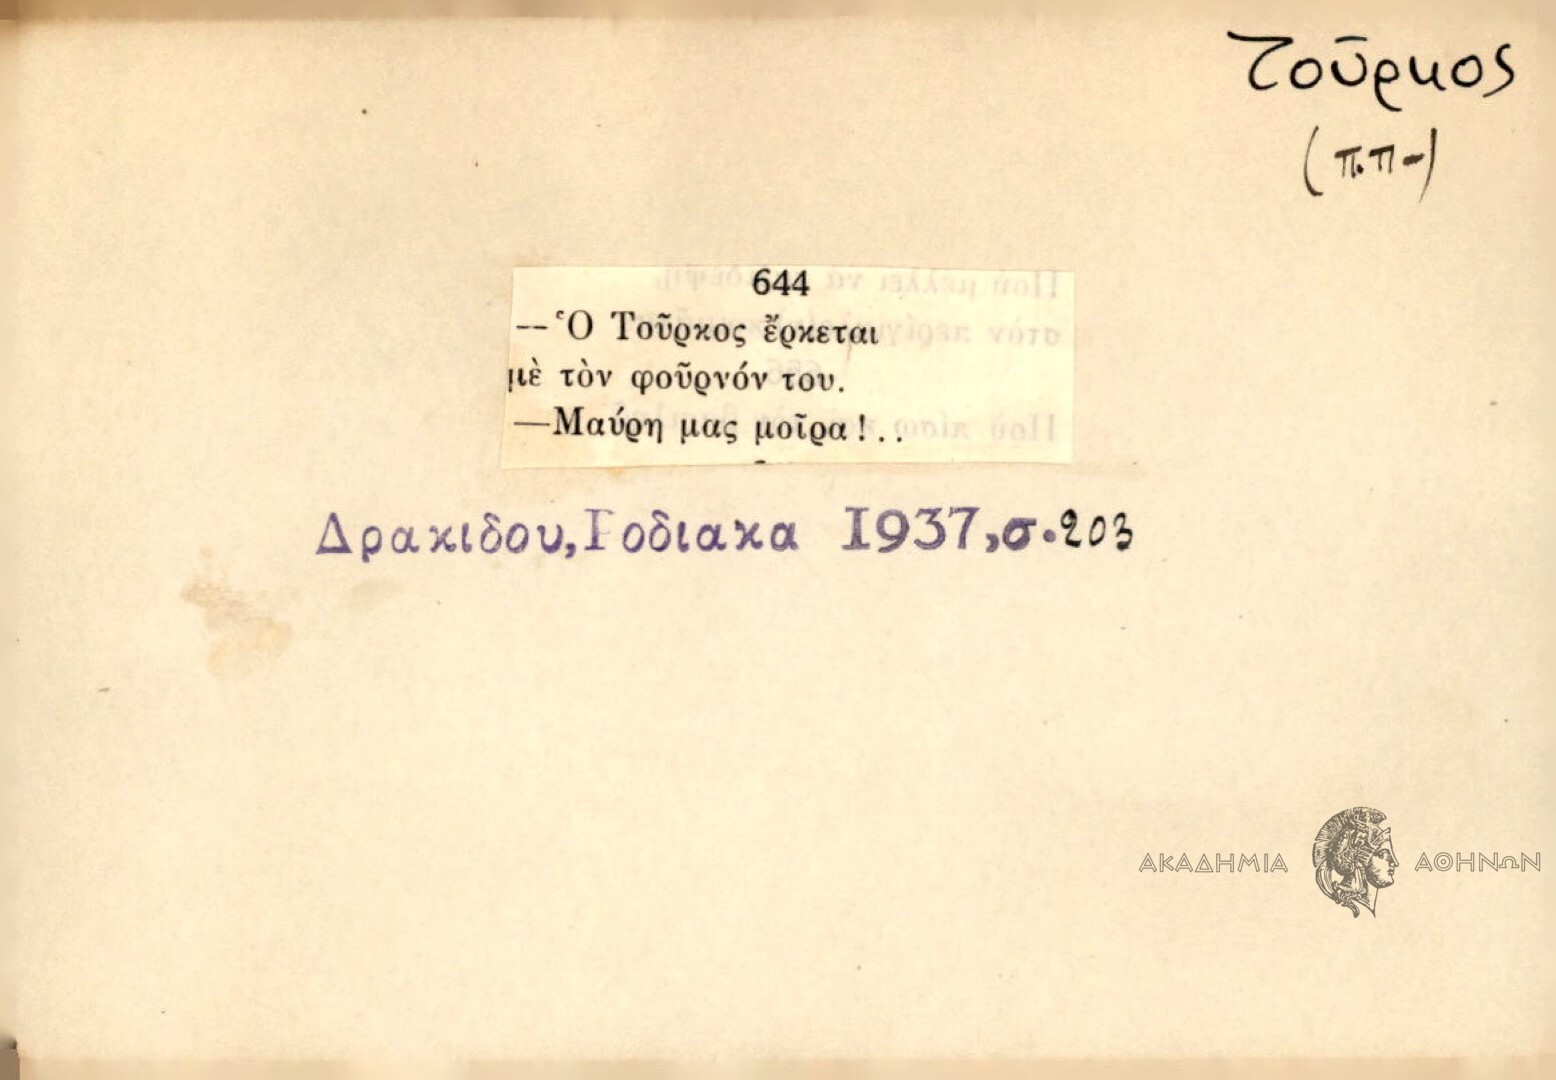 Τοῦρκος
(π.π-)
644
--Ὁ Τοῦρκος ἔρκεται
μὲ τὸν φοῦρνόν του.
—Μαύρη μας μοῖρα!..
Δρακιδου,Ροδιακα 1937,σ.203
ΑΚΑΔΗΜΙΑ ΑΘΗΝΩΝ